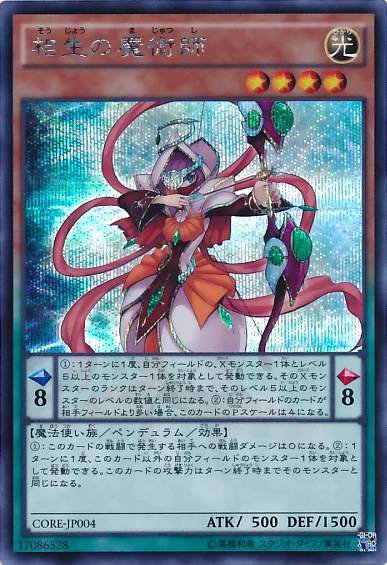 相生の魔術師
光
①：1ターンに1度、自分フィールドの、Xモンスター1体とレベル
5以上のモンスター1体を対象として発動できる。そのXモン
スターのランクはターン終了時まで、そのレベル5以上のモン
スターのレベルの数値と同じになる。②：自分フィールドのカードが
相手フィールドより多い場合、このカードのPスケールは4になる。
8
8
【魔法使い族／ペンデュラム／効果】
①：このカードの戦闘で発生する相手への戦闘ダメージは0になる。②：
1ターンに1度、このカード以外の自分フィールドのモンスター1体を対象と
して発動できる。このカードの攻撃力はターン終了時までそのモンスターと
同じになる。
CORE-JP004
ATK/ 500 DEF/1500
17086528
©高橋和希 スタジオ・ダイス/集英社